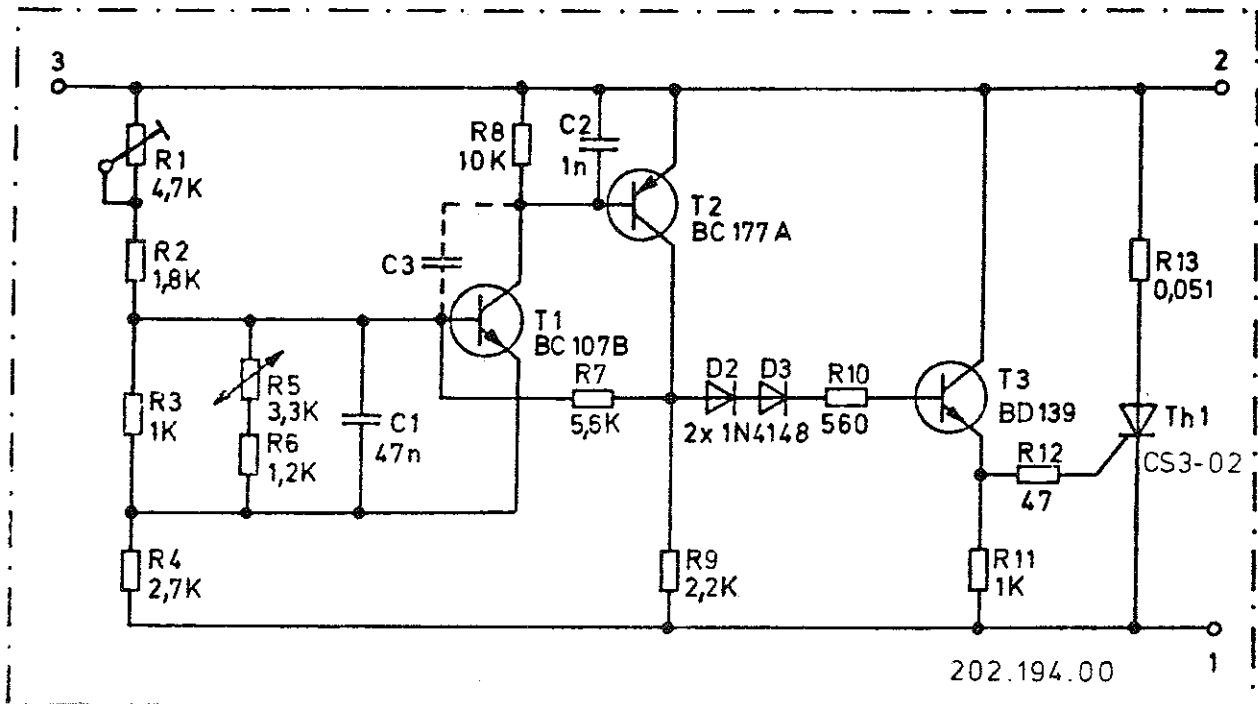 3
2
R1
4,7K
R8
10K
C2
1n
T2
BC 177 A
R2
1,8K
C3
R13
0,051
T1
BC 107B
R3
1K
R5
3,3K
R6
1,2K
C1
47n
R7
5,6K
D2
D3
2x 1N4148
R10
560
T3
BD 139
Th1
CS3-02
R12
47
R4
2,7K
R9
2,2K
R11
1K
202.194.00
1